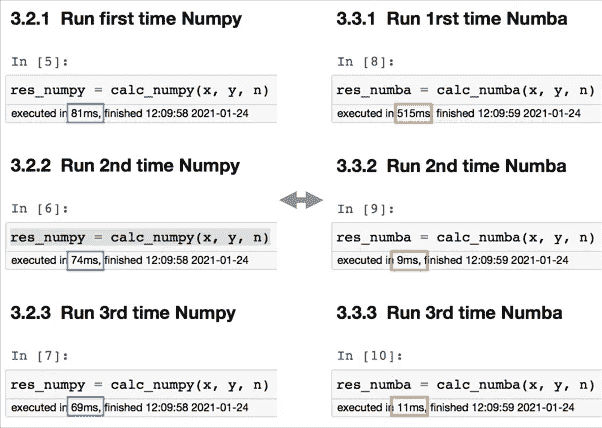 3.2.1 Run first time Numpy
In [5]:
res_numpy = calc_numpy(x, y, n)
executed in 81ms, finished 12:09:58 2021-01-24
3.2.2 Run 2nd time Numpy
In [6]:
res_numpy = calc_numpy(x, y, n)
executed in 74ms, finished 12:09:58 2021-01-24
3.2.3 Run 3rd time Numpy
In [7]:
res_numpy = calc_numpy(x, y, n)
executed in 69ms, finished 12:09:58 2021-01-24
3.3.1 Run 1rst time Numba
In [8]:
res_numba = calc_numba(x, y, n)
executed in 515ms finished 12:09:59 2021-01-24
3.3.2 Run 2nd time Numba
In [9]:
res_numba = calc_numba(x, y, n)
executed in 9ms, finished 12:09:59 2021-01-24
3.3.3 Run 3rd time Numba
In [10]:
res_numba = calc_numba(x, y, n)
executed in 11ms, finished 12:09:59 2021-01-24